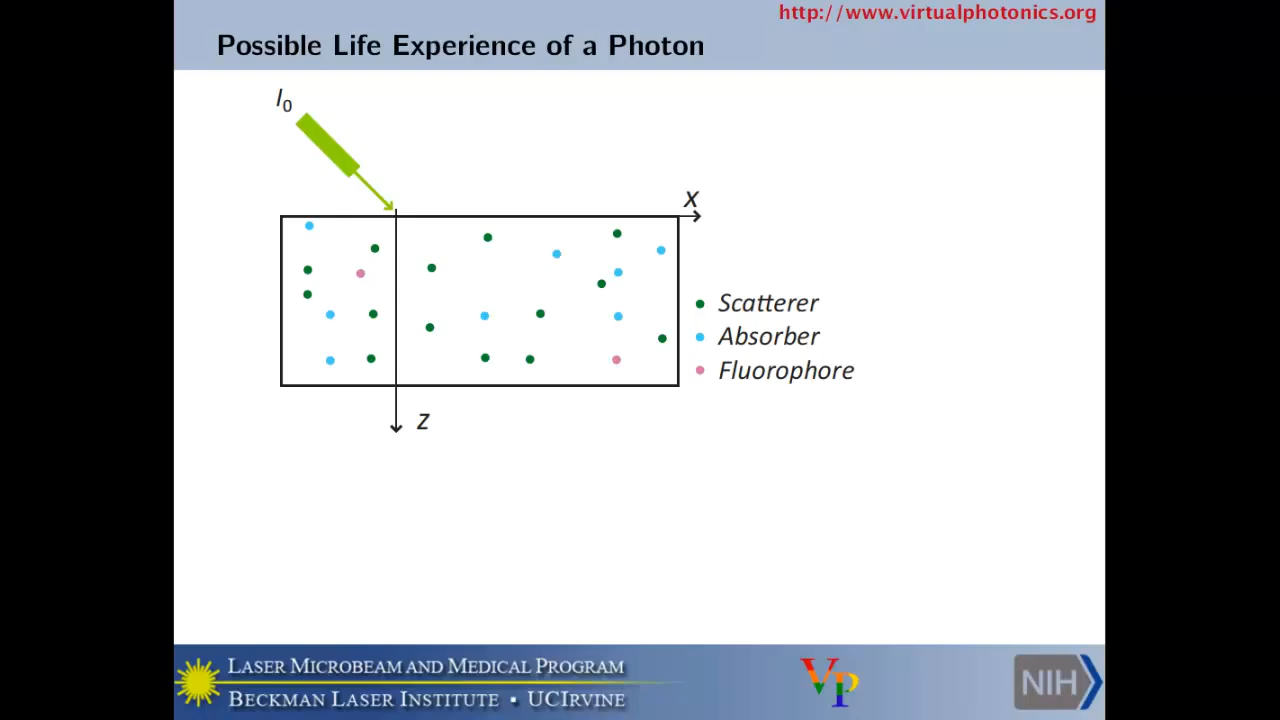 http://www.virtualphotonics.org
Possible Life Experience of a Photon
I0
x
Scatterer
Absorber
Fluorophore
z
LASER MICROBEAM AND MEDICAL PROGRAM
BECKMAN LASER INSTITUTE • UCIRVINE
VP
NIH